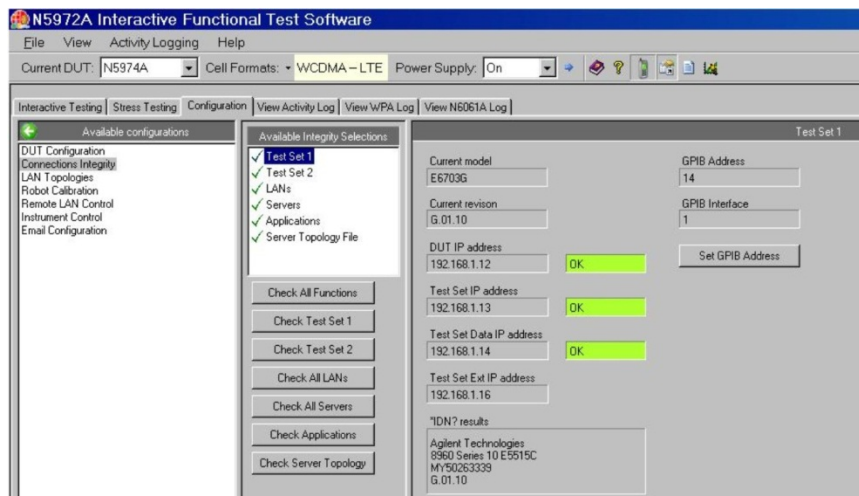 N5972A Interactive Functional Test Software
File View Activity Logging Help
Current DUT: N5974A Cell Formats: WCDMA – LTE Power Supply: On
Interactive Testing Stress Testing Configuration View Activity Log View WPA Log View N6061A Log
Available configurations
DUT Configuration
Connections Integrity
LAN Topologies
Robot Calibration
Remote LAN Control
Instrument Control
Email Configuration
Available Integrity Selections
Test Set 1
Test Set 2
LANs
Servers
Applications
Server Topology File
Check All Functions
Check Test Set 1
Check Test Set 2
Check All LANs
Check All Servers
Check Applications
Check Server Topology
Test Set 1
Current model
E6703G
Current revison
G.01.10
DUT IP address
192.168.1.12 OK
Test Set IP address
192.168.1.13 OK
Test Set Data IP address
192.168.1.14 OK
Test Set Ext IP address
192.168.1.16
*IDN? results
Agilent Technologies
8960 Series 10 E5515C
MY50263339
G.01.10
GPIB Address
14
GPIB Interface
1
Set GPIB Address